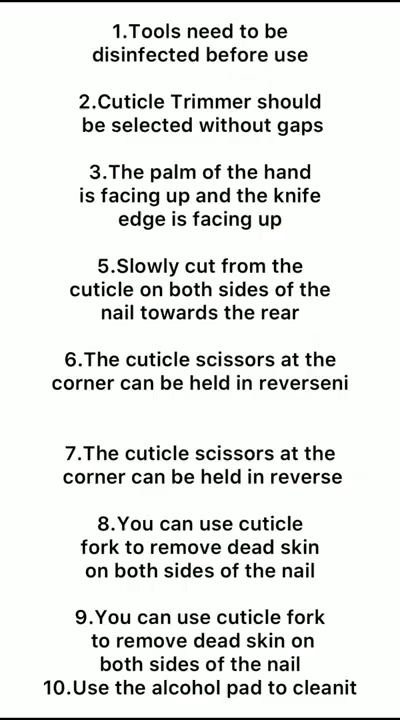 1.Tools need to be
disinfected before use
2.Cuticle Trimmer should
be selected without gaps
3.The palm of the hand
is facing up and the knife
edge is facing up
5.Slowly cut from the
cuticle on both sides of the
nail towards the rear
6.The cuticle scissors at the
corner can be held in reverseni
7.The cuticle scissors at the
corner can be held in reverse
8.You can use cuticle
fork to remove dead skin
on both sides of the nail
9.You can use cuticle fork
to remove dead skin on
both sides of the nail
10.Use the alcohol pad to cleanit